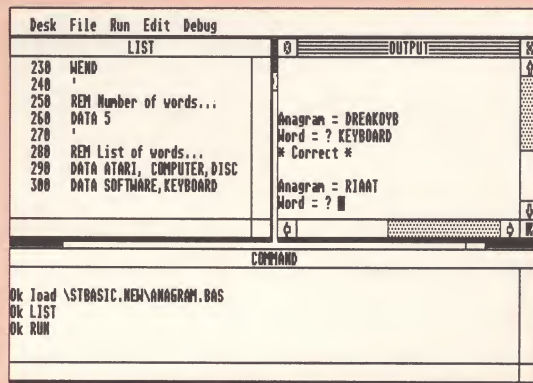 Desk File Run Edit Debug
LIST
230 WEND
240 '
250 REM Number of words...
260 DATA 5
270 '
280 REM List of words...
290 DATA ATARI, COMPUTER,DISC
300 DATA SOFTWARE,KEYBOARD
OUTPUT
Anagram = DREAKOYB
Word = ? KEYBOARD
* Correct *
Anagram = RIAAT
Word = ?
COMMAND
Ok load \STBASIC.NEW\ANAGRAM.BAS
Ok LIST
Ok RUN